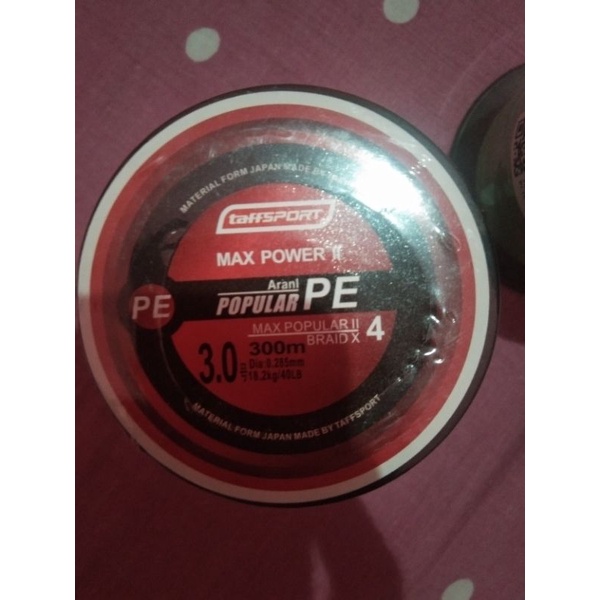 MATERIAL FORM JAPAN MADE BY
taffSPORT
MAX POWER II
PE
Arani
POPULAR PE
MAX POPULAR II
BRAID X 4
3.0
300m
Dia:0.285mm
18.2kg/40LB
MATERIAL FORM JAPAN MADE BY TAFFSPORT